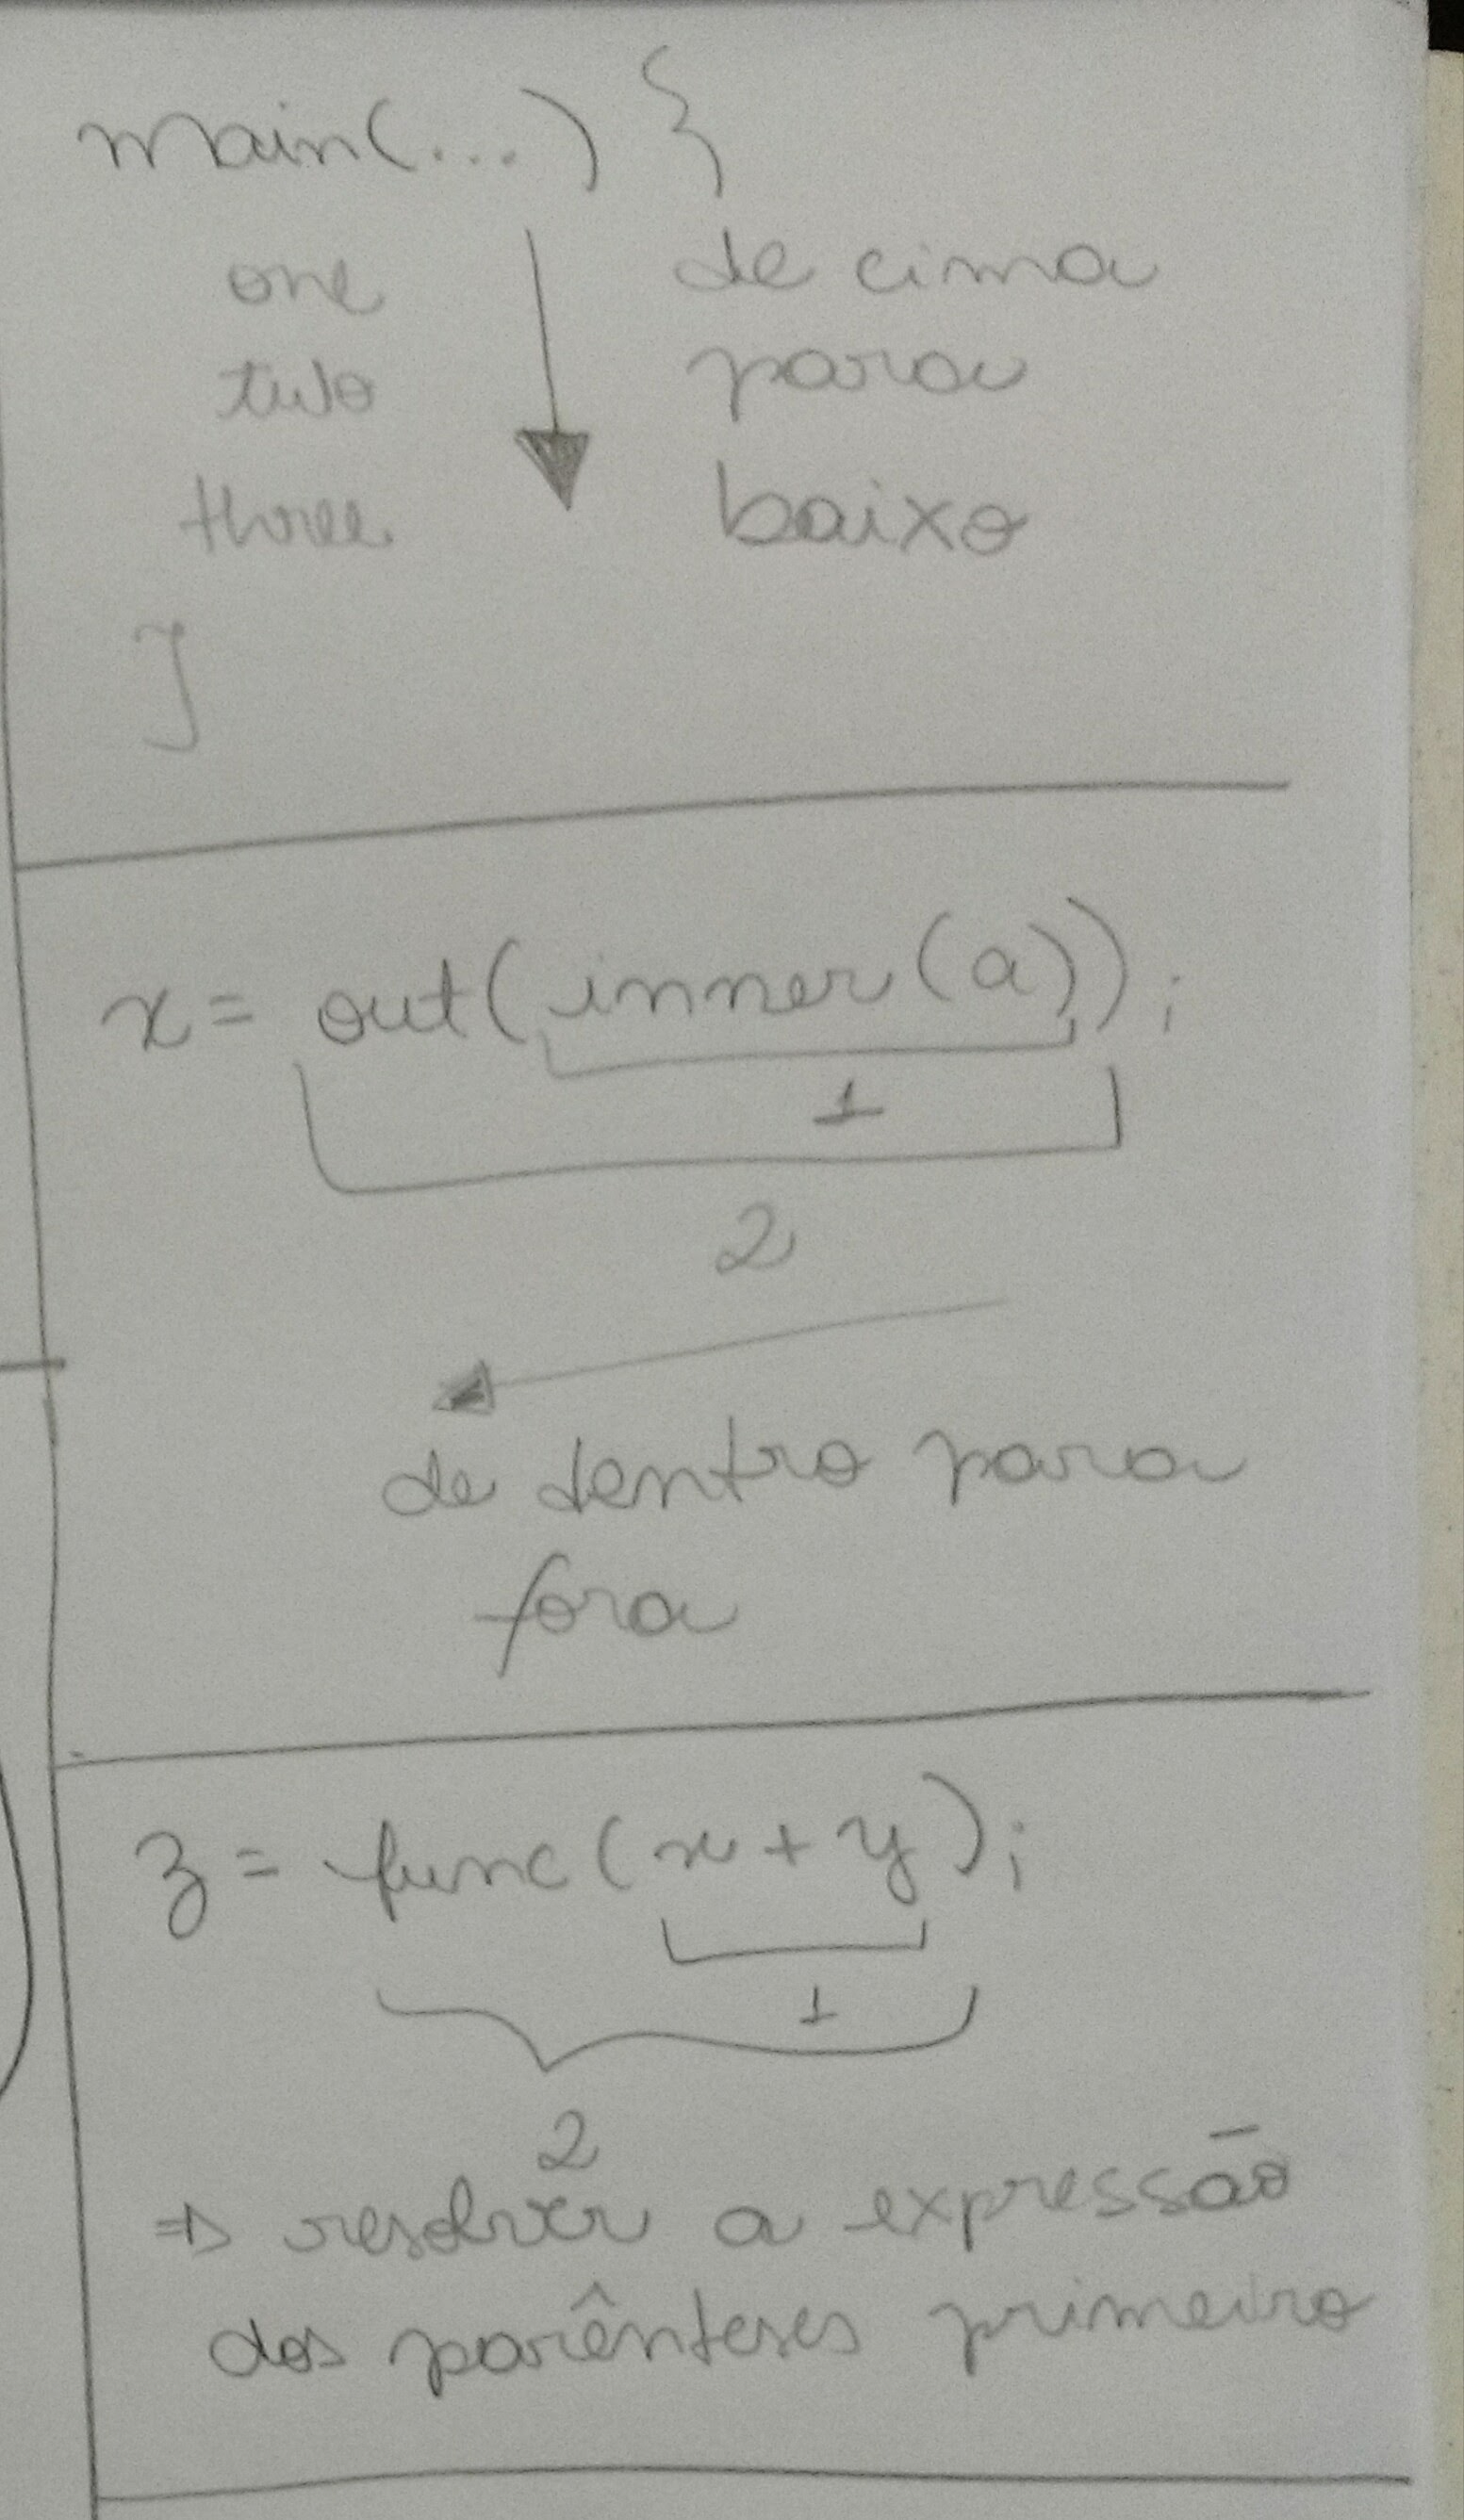 main(...) {
one
two
three
de cima
para
baixo
}
x = out(inner(a));
1
2
de dentro para
fora
z = func(x + y);
1
2
⇒ resolver a expressão
dos parênteses primeiro